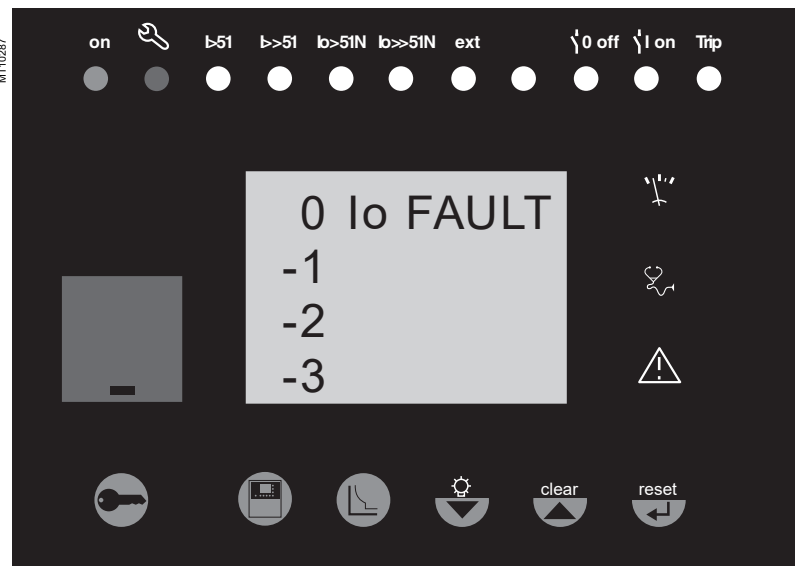 MT10287
on I>51 I>>51 Io>51N Io>>51N ext 0 off I on Trip
0 Io FAULT
-1
-2
-3
clear reset